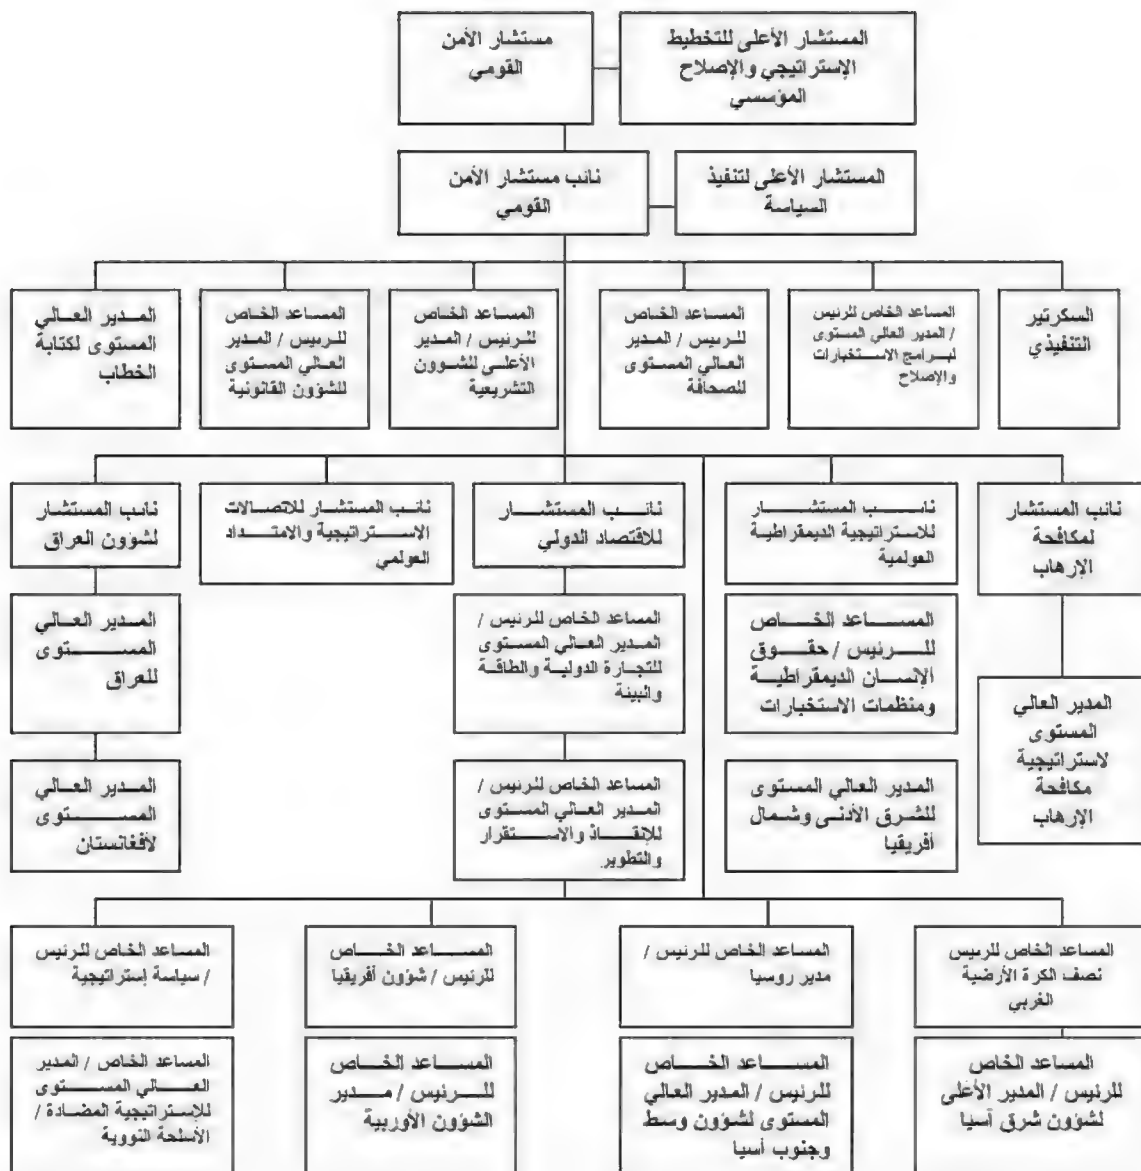 المستشار الأعلى للتخطيط
الإستراتيجي والإصلاح
المؤسسي
مستشار الأمن
القومي
المستشار الأعلى لتنفيذ
السياسة
نائب مستشار الأمن
القومي
السكرتير
التنفيذي
المساعد الخاص للرئيس
/ المدير العالي المستوى
لبرامج الاستخبارات
والإصلاح
المساعد الخاص
للرئيس / المدير
العالي المستوى
للصحافة
المساعد الخاص
للرئيس / المدير
الأعلى للشوون
التشريعية
المساعد الخاص
للرئيس / المدير
العالي المستوى
للشؤون القانونية
المدير العالي
المستوى لكتابة
الخطاب
نائب المستشار
لمكافحة
الإرهاب
نائب المستشار
للاستراتيجية الديمقراطية
العولمية
نائب المستشار
للاقتصاد الدولي
نائب المستشار للاتصالات
الاستراتيجية والامتداد
العولمي
نائب المستشار
لشؤون العراق
المدير العالي
المستوى
لاستراتيجية
مكافحة
الإرهاب
المساعد الخاص
للرئيس / حقوق
الإنسان الديمقراطية
ومنظمات الاستخبارات
المساعد الخاص للرئيس /
المدير العالي المستوى
للتجارة الدولية والطاقة
والبيئة
المدير العالي
المستوى
للعراق
المدير العالي المستوى
للشرق الأدنى وشمال
أفريقيا
المساعد الخاص للرئيس /
المدير العالي المستوى
للإنقاذ والاستقرار
والتطوير
المدير العالي
المستوى
لأفغانستان
المساعد الخاص للرئيس
نصف الكرة الأرضية
الغربي
المساعد الخاص للرئيس /
مدير روسيا
المساعد الخاص
للرئيس / شؤون أفريقيا
المساعد الخاص للرئيس
/ سياسة إستراتيجية
المساعد الخاص
للرئيس / المدير الأعلى
لشؤون شرق آسيا
المساعد الخاص
للرئيس / المدير العالي
المستوى لشؤون وسط
وجنوب آسيا
المساعد الخاص
للرئيس / مدير
الشؤون الأوربية
المساعد الخاص / المدير
العالي المستوى
للإستراتيجية المضادة /
الأسلحة النووية